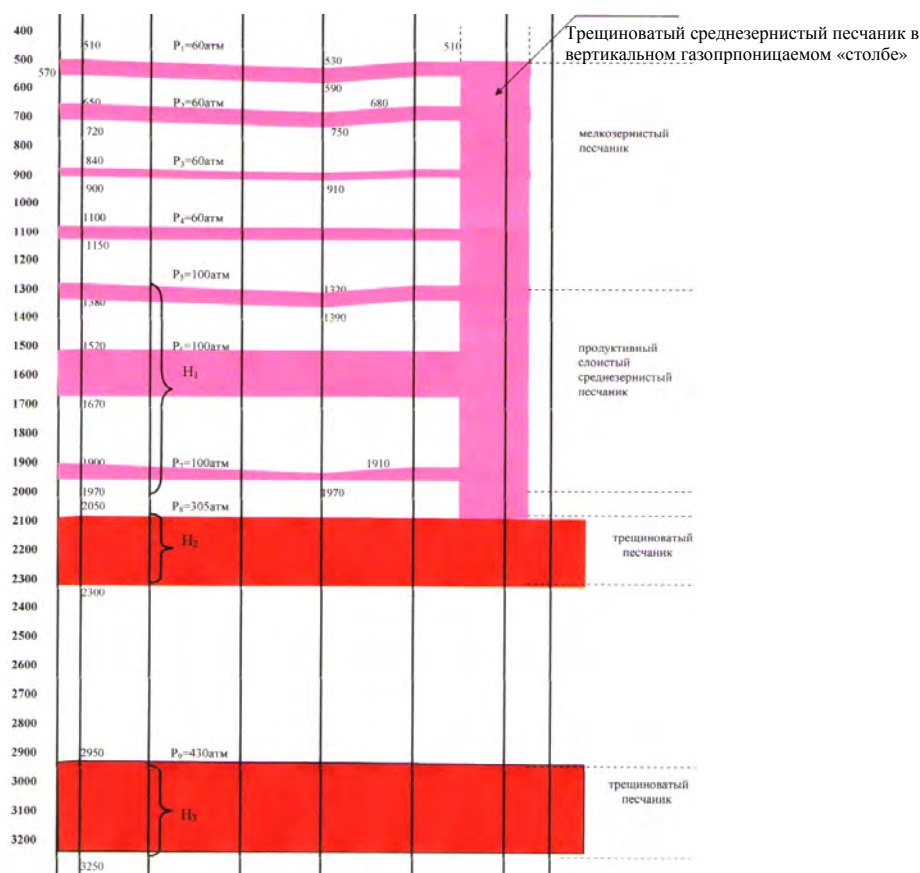 400
510
P₁=60атм
510
530
Трещиноватый среднезернистый песчаник в
вертикальном газопрпоницаемом «столбе»
500
570
600
590
650
P₂=60атм
680
700
720
750
мелкозернистый
песчаник
800
840
P₃=60атм
900
900
910
1000
1100
P₄=60атм
1100
1150
1200
P₅=100атм
1300
1320
1380
1400
1390
1500
1520
P₆=100атм
продуктивный
слоистый
среднезернистый
песчаник
1600
H₁
1700
1670
1800
1900
1900
P₇=100атм
1910
2000
1970
1970
2050
P₈=305атм
2100
трещиноватый
песчаник
2200
H₂
2300
2300
2400
2500
2600
2700
2800
2900
2950
P₉=430атм
3000
трещиноватый
песчаник
3100
H₃
3200
3250